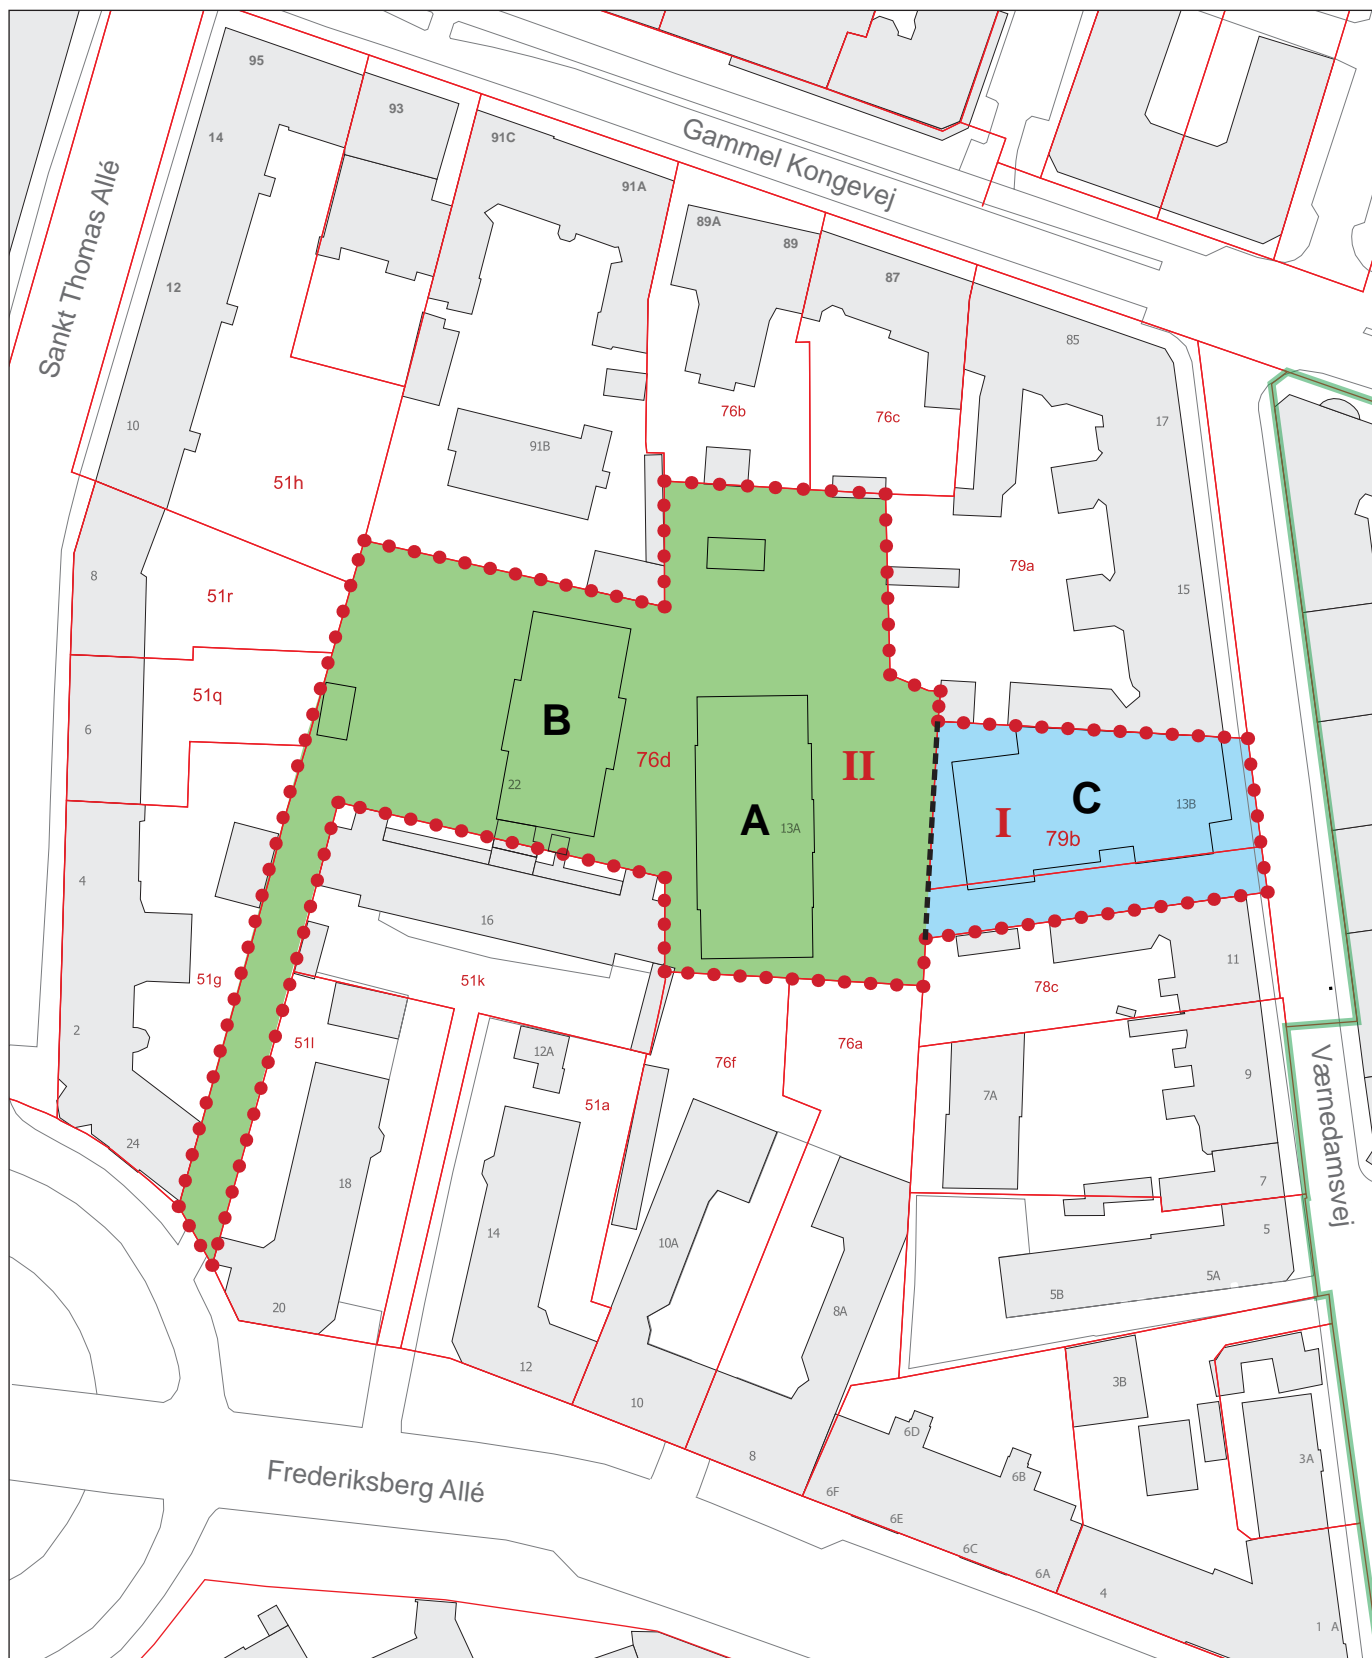 95
93
14
91C
Gammel Kongevej
91A
89A
89
87
Sankt Thomas Allé
12
85
76b
76c
17
10
91B
51h
79a
8
51r
15
51q
6
B
76d
II
22
A
13A
C
I
13B
79b
4
16
51g
51k
11
78c
2
51l
12A
76f
76a
51a
7A
9
Værnedamsvej
24
18
7
14
10A
5
5A
5B
20
8A
12
3B
10
6D
8
6B
3A
Frederiksberg Allé
6F
6E
6C
6A
4
1 A